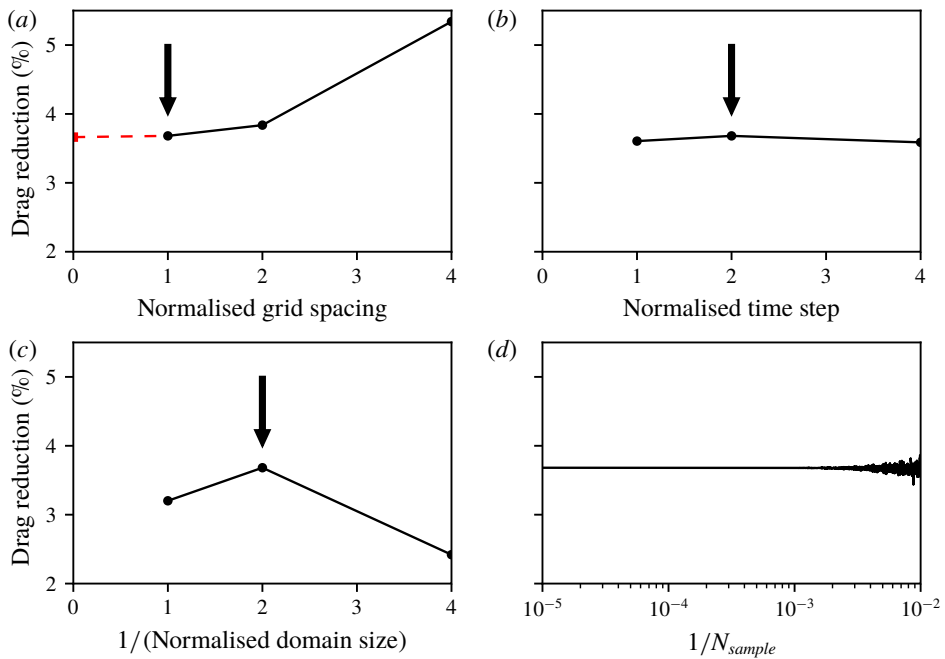 (a)
Drag reduction (%)
5
4
3
2
0 1 2 3 4
Normalised grid spacing
(b)
0 1 2 3 4
Normalised time step
(c)
Drag reduction (%)
5
4
3
2
0 1 2 3 4
1/(Normalised domain size)
(d)
10⁻⁵ 10⁻⁴ 10⁻³ 10⁻²
1/N_sample